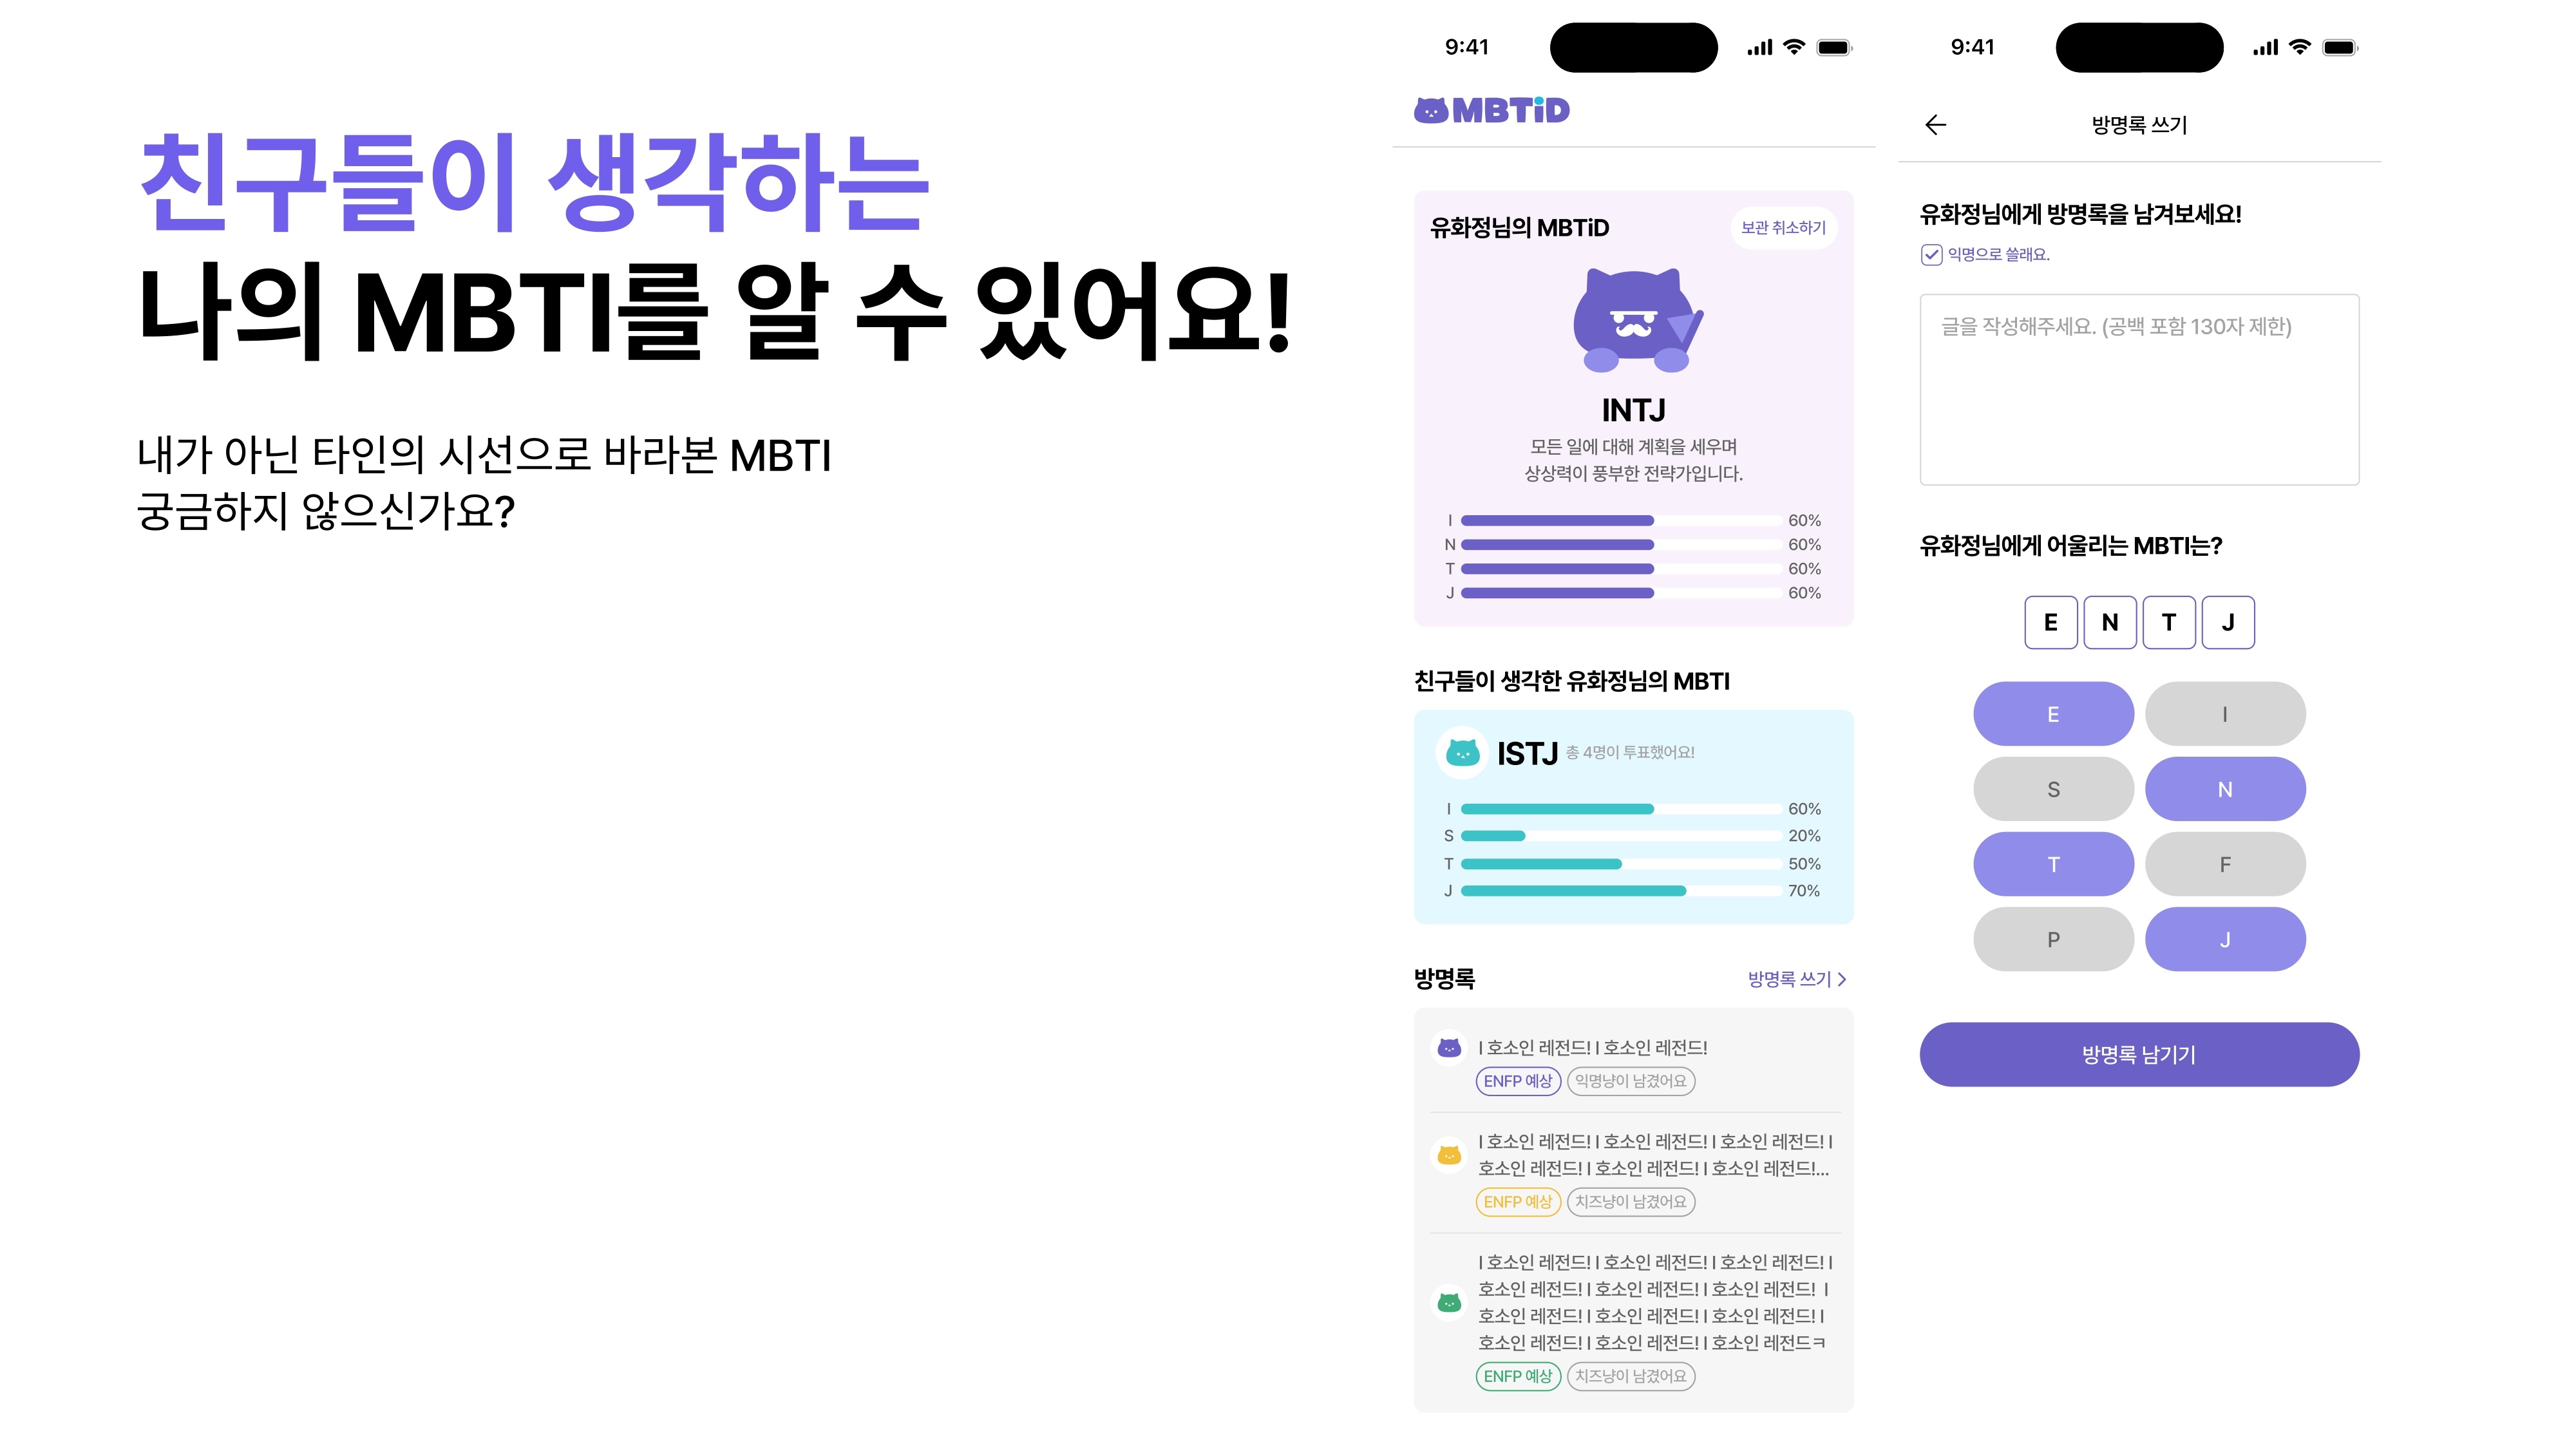 친구들이 생각하는
나의 MBTI를 알 수 있어요!
내가 아닌 타인의 시선으로 바라본 MBTI
궁금하지 않으신가요?
9:41
MBTiD
유화정님의 MBTiD
보관 취소하기
INTJ
모든 일에 대해 계획을 세우며
상상력이 풍부한 전략가입니다.
I 60%
N 60%
T 60%
J 60%
친구들이 생각한 유화정님의 MBTI
ISTJ 총 4명이 투표했어요!
I 60%
S 20%
T 50%
J 70%
방명록
방명록 쓰기
I 호소인 레전드! I 호소인 레전드!
ENFP 예상 익명냥이 남겼어요
I 호소인 레전드! I 호소인 레전드! I 호소인 레전드! I
호소인 레전드! I 호소인 레전드! I 호소인 레전드!...
ENFP 예상 치즈냥이 남겼어요
I 호소인 레전드! I 호소인 레전드! I 호소인 레전드! I
호소인 레전드! I 호소인 레전드! I 호소인 레전드! I
호소인 레전드! I 호소인 레전드! I 호소인 레전드! I
호소인 레전드! I 호소인 레전드! I 호소인 레전드ㅋ
ENFP 예상 치즈냥이 남겼어요
9:41
방명록 쓰기
유화정님에게 방명록을 남겨보세요!
익명으로 쓸래요.
글을 작성해주세요. (공백 포함 130자 제한)
유화정님에게 어울리는 MBTI는?
E N T J
E I
S N
T F
P J
방명록 남기기